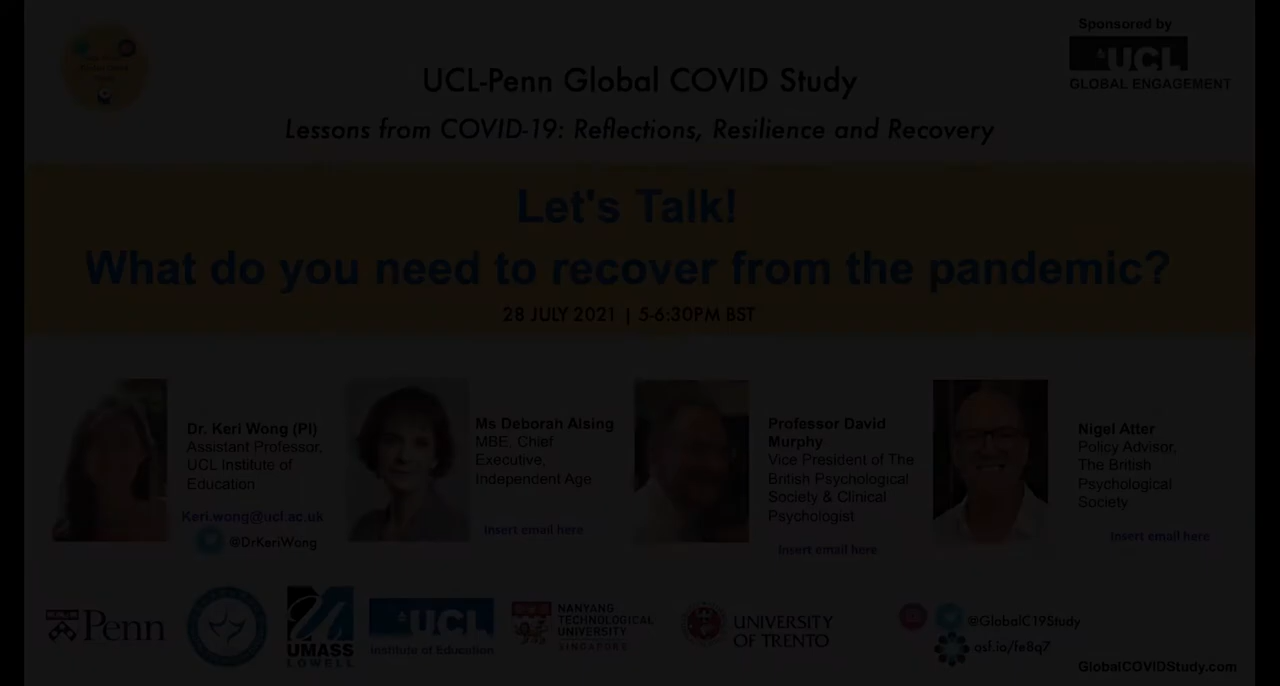 Sponsored by
UCL
GLOBAL ENGAGEMENT
UCL-Penn Global COVID Study
Lessons from COVID-19: Reflections, Resilience and Recovery
Let's Talk!
What do you need to recover from the pandemic?
28 JULY 2021 | 5-6:30PM BST
Dr. Keri Wong (PI)
Assistant Professor,
UCL Institute of
Education
Keri.wong@ucl.ac.uk
@DrKeriWong
Ms Deborah Alsing
MBE, Chief
Executive,
Independent Age
Insert email here
Professor David
Murphy
Vice President of The
British Psychological
Society & Clinical
Psychologist
Insert email here
Nigel Atter
Policy Advisor,
The British
Psychological
Society
Insert email here
Penn
UMASS
LOWELL
UCL
Institute of Education
NANYANG
TECHNOLOGICAL
UNIVERSITY
SINGAPORE
UNIVERSITY
OF TRENTO
@GlobalC19Study
osf.io/fe8q7
GlobalCOVIDStudy.com